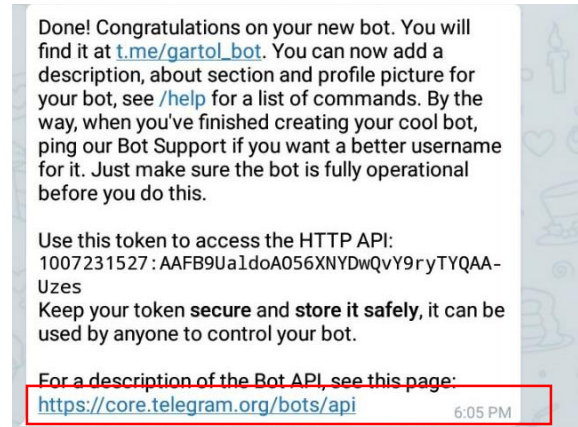 Done! Congratulations on your new bot. You will
find it at t.me/gartol_bot. You can now add a
description, about section and profile picture for
your bot, see /help for a list of commands. By the
way, when you've finished creating your cool bot,
ping our Bot Support if you want a better username
for it. Just make sure the bot is fully operational
before you do this.
Use this token to access the HTTP API:
1007231527:AAFB9UaldoAO56XNYDwQvY9ryTYQAA-
Uzes
Keep your token secure and store it safely, it can be
used by anyone to control your bot.
For a description of the Bot API, see this page:
https://core.telegram.org/bots/api 6:05 PM